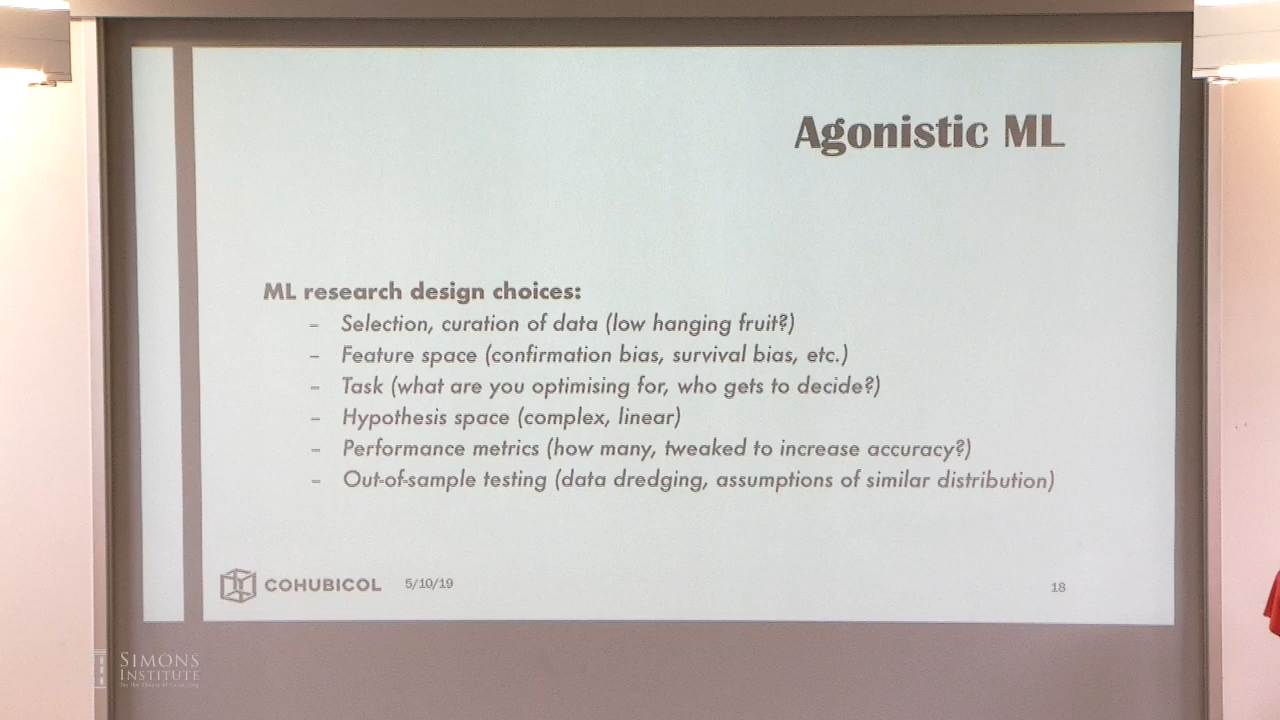 Agonistic ML
ML research design choices:
– Selection, curation of data (low hanging fruit?)
– Feature space (confirmation bias, survival bias, etc.)
– Task (what are you optimising for, who gets to decide?)
– Hypothesis space (complex, linear)
– Performance metrics (how many, tweaked to increase accuracy?)
– Out-of-sample testing (data dredging, assumptions of similar distribution)
COHUBICOL 5/10/19 18
SIMONS
INSTITUTE